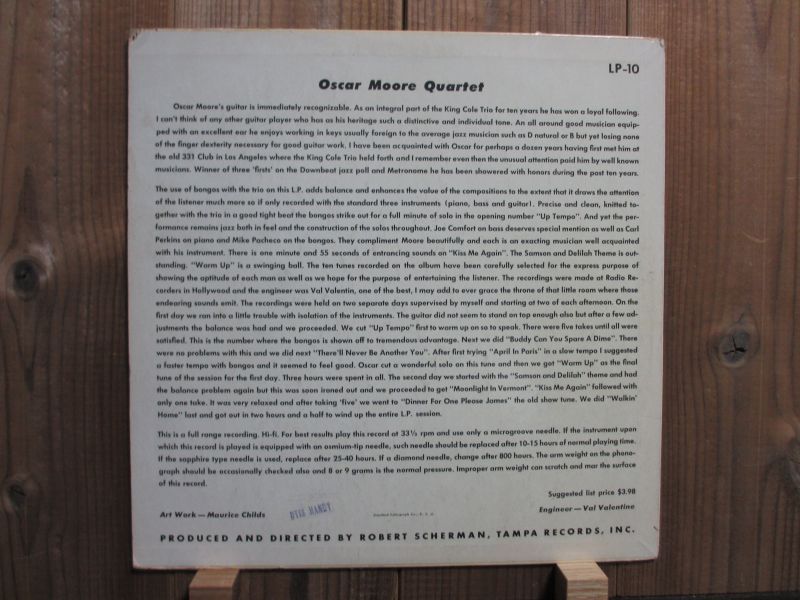 LP-10
Oscar Moore Quartet
Oscar Moore's guitar is immediately recognizable. As an integral part of the King Cole Trio for ten years he has won a loyal following.
I can't think of any other guitar player who has as his heritage such a distinctive and individual tone. An all around good musician equip-
ped with an excellent ear he enjoys working in keys usually foreign to the average jazz musician such as D natural or B but yet losing none
of the finger dexterity necessary for good guitar work. I have been acquainted with Oscar for perhaps a dozen years having first met him at
the old 331 Club in Los Angeles where the King Cole Trio held forth and I remember even then the unusual attention paid him by well known
musicians. Winner of three 'firsts' on the Downbeat jazz poll and Metronome he has been showered with honors during the past ten years.
The use of bongos with the trio on this L.P. adds balance and enhances the value of the compositions to the extent that it draws the attention
of the listener much more so if only recorded with the standard three instruments (piano, bass and guitar). Precise and clean, knitted to-
gether with the trio in a good tight beat the bongos strike out for a full minute of solo in the opening number "Up Tempo". And yet the per-
formance remains jazz both in feel and the construction of the solos throughout. Joe Comfort on bass deserves special mention as well as Carl
Perkins on piano and Mike Pacheco on the bongos. They compliment Moore beautifully and each is an exacting musician well acquainted
with his instrument. There is one minute and 55 seconds of entrancing sounds on "Kiss Me Again". The Samson and Delilah Theme is out-
standing. "Warm Up" is a swinging ball. The ten tunes recorded on the album have been carefully selected for the express purpose of
showing the aptitude of each man as well as we hope for the purpose of entertaining the listener. The recordings were made at Radio Re-
corders in Hollywood and the engineer was Val Valentin, one of the best, I may add to ever grace the throne of that little room where those
endearing sounds emit. The recordings were held on two separate days supervised by myself and starting at two of each afternoon. On the
first day we ran into a little trouble with isolation of the instruments. The guitar did not seem to stand on top enough also but after a few ad-
justments the balance was had and we proceeded. We cut "Up Tempo" first to warm up on so to speak. There were five takes until all were
satisfied. This is the number where the bongos is shown off to tremendous advantage. Next we did "Buddy Can You Spare A Dime". There
were no problems with this and we did next "There'll Never Be Another You". After first trying "April In Paris" in a slow tempo I suggested
a faster tempo with bongos and it seemed to feel good. Oscar cut a wonderful solo on this tune and then we got "Warm Up" as the final
tune of the session for the first day. Three hours were spent in all. The second day we started with the "Samson and Delilah" theme and had
the balance problem again but this was soon ironed out and we proceeded to get "Moonlight In Vermont". "Kiss Me Again" followed with
only one take. It was very relaxed and after taking 'five' we went to "Dinner For One Please James" the old show tune. We did "Walkin'
Home" last and got out in two hours and a half to wind up the entire L.P. session.
This is a full range recording. Hi-fi. For best results play this record at 33⅓ rpm and use only a microgroove needle. If the instrument upon
which this record is played is equipped with an osmium-tip needle, such needle should be replaced after 10-15 hours of normal playing time.
If the sapphire type needle is used, replace after 25-40 hours. If a diamond needle, change after 800 hours. The arm weight on the phono-
graph should be occasionally checked also and 8 or 9 grams is the normal pressure. Improper arm weight can scratch and mar the surface
of this record.
Suggested list price $3.98
Art Work — Maurice Childs
Engineer — Val Valentine
PRODUCED AND DIRECTED BY ROBERT SCHERMAN, TAMPA RECORDS, INC.